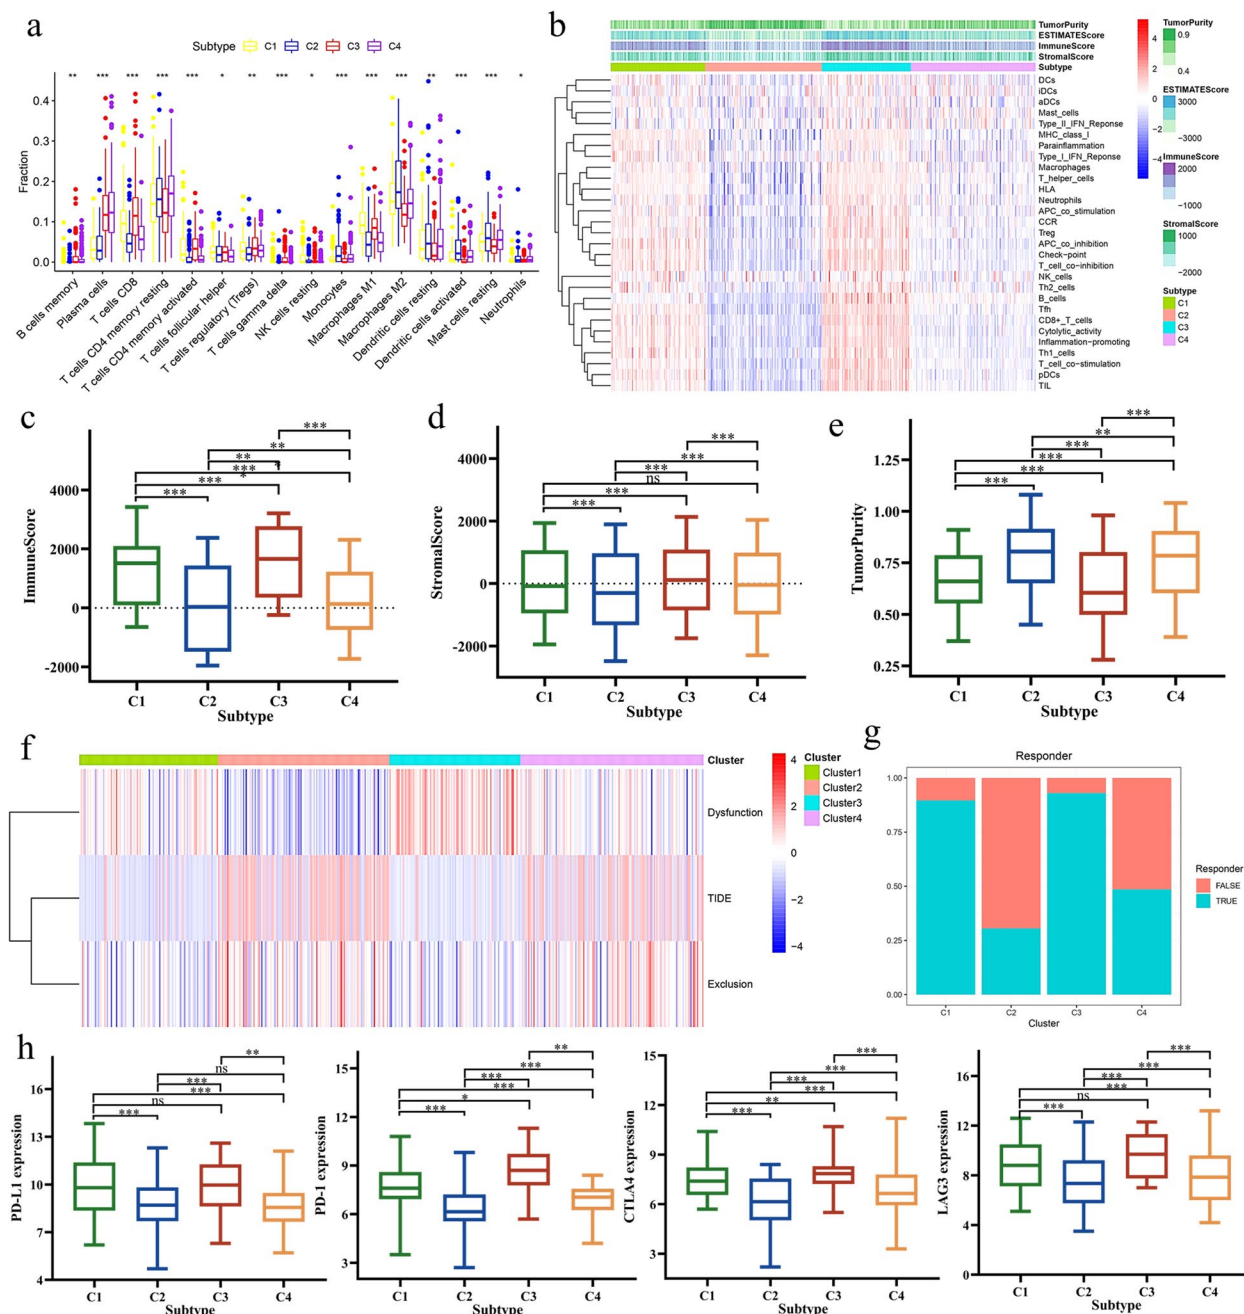 a
Subtype C1 C2 C3 C4
** *** *** *** *** * ** *** * *** *** *** ** *** *** *
Fraction
0.4
0.3
0.2
0.1
0.0
B cells memory
Plasma cells
T cells CD8
T cells CD4 memory resting
T cells CD4 memory activated
T cells follicular helper
T cells regulatory (Tregs)
T cells gamma delta
NK cells resting
Monocytes
Macrophages M1
Macrophages M2
Dendritic cells resting
Dendritic cells activated
Mast cells resting
Neutrophils
b
TumorPurity
ESTIMATEScore
ImmuneScore
StromalScore
Subtype
DCs
iDCs
aDCs
Mast_cells
Type_II_IFN_Reponse
MHC_class_I
Parainflammation
Type_I_IFN_Reponse
Macrophages
T_helper_cells
HLA
Neutrophils
APC_co_stimulation
CCR
Treg
APC_co_inhibition
Check-point
T_cell_co-inhibition
NK_cells
Th2_cells
B_cells
Tfh
CD8+_T_cells
Cytolytic_activity
Inflammation-promoting
Th1_cells
T_cell_co-stimulation
pDCs
TIL
4
2
0
−2
−4
TumorPurity
0.9
0.4
ESTIMATEScore
3000
−3000
ImmuneScore
2000
−1000
StromalScore
1000
−2000
Subtype
C1
C2
C3
C4
c
***
**
**
***
*
***
***
ImmuneScore
4000
2000
0
-2000
C1 C2 C3 C4
Subtype
d
***
***
***
ns
***
***
StromalScore
4000
2000
0
-2000
C1 C2 C3 C4
Subtype
e
***
**
***
***
***
***
TumorPurity
1.25
1.00
0.75
0.50
0.25
C1 C2 C3 C4
Subtype
f
Cluster
Dysfunction
TIDE
Exclusion
4
2
0
−2
−4
Cluster
Cluster1
Cluster2
Cluster3
Cluster4
g
Responder
1.00
0.75
0.50
0.25
0.00
C1 C2 C3 C4
Cluster
Responder
FALSE
TRUE
h
**
ns
***
***
ns
***
PD-L1 expression
16
13
10
8
6
4
C1 C2 C3 C4
Subtype
**
***
***
***
*
***
PD-1 expression
15
12
9
6
3
C1 C2 C3 C4
Subtype
***
***
***
***
**
***
CTLA4 expression
15
12
9
6
3
C1 C2 C3 C4
Subtype
***
***
***
***
ns
***
LAG3 expression
16
12
8
4
0
C1 C2 C3 C4
Subtype